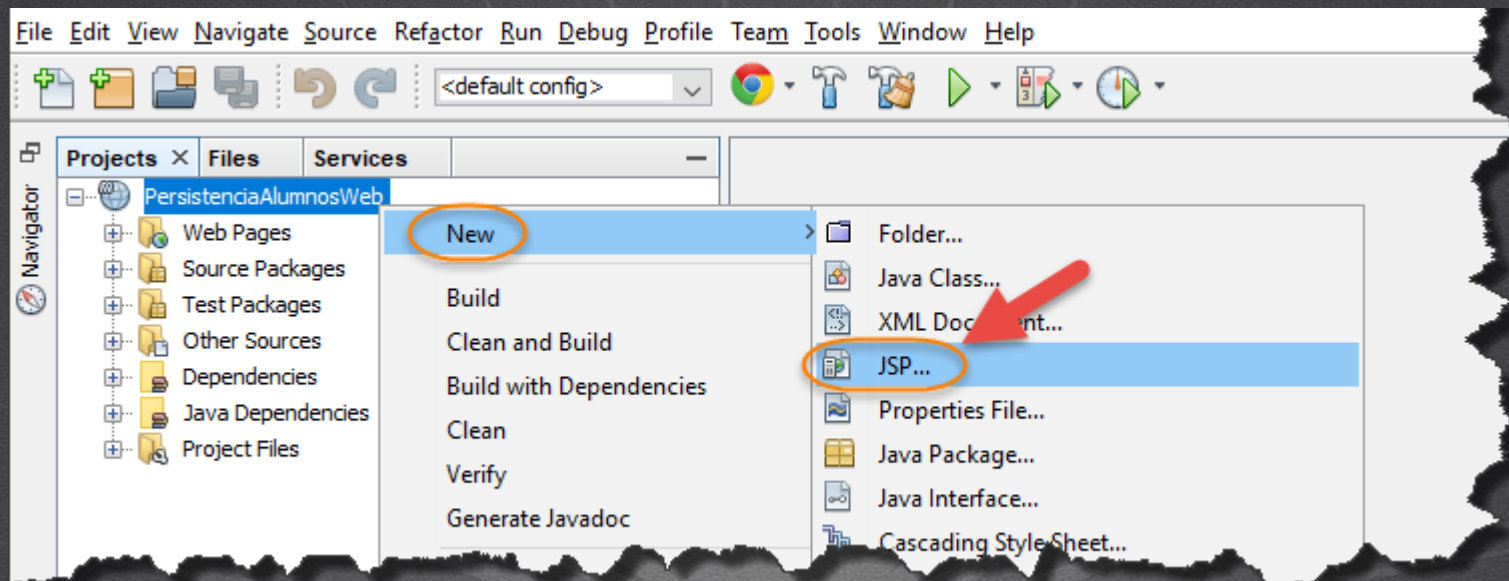 File Edit View Navigate Source Refactor Run Debug Profile Team Tools Window Help
<default config>
Projects Files Services
Navigator
PersistenciaAlumnosWeb
Web Pages
Source Packages
Test Packages
Other Sources
Dependencies
Java Dependencies
Project Files
New
Build
Clean and Build
Build with Dependencies
Clean
Verify
Generate Javadoc
Folder...
Java Class...
XML Document...
JSP...
Properties File...
Java Package...
Java Interface...
Cascading Style Sheet...